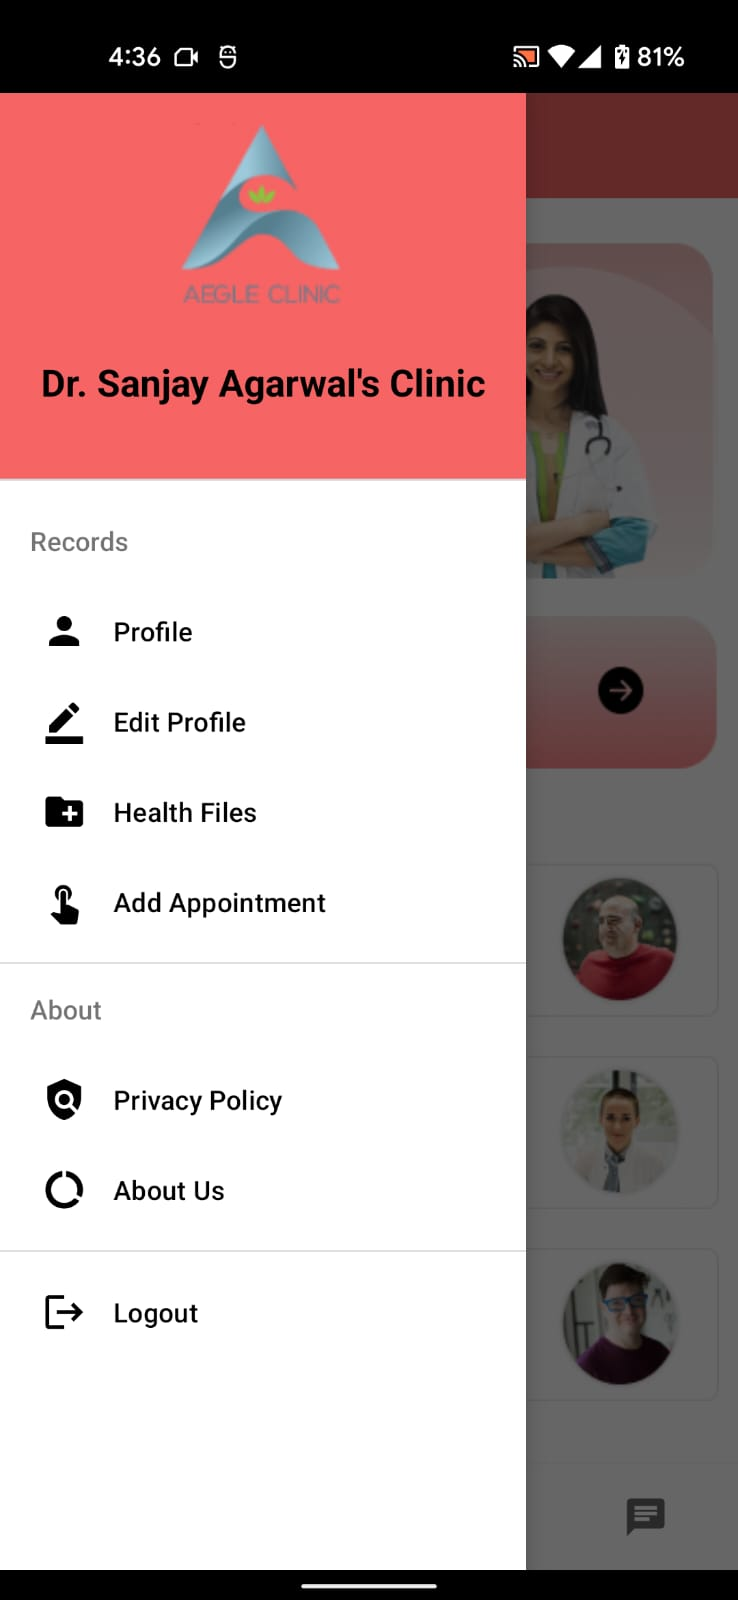 4:36
81%
AEGLE CLINIC
Dr. Sanjay Agarwal's Clinic
Records
Profile
Edit Profile
Health Files
Add Appointment
About
Privacy Policy
About Us
Logout